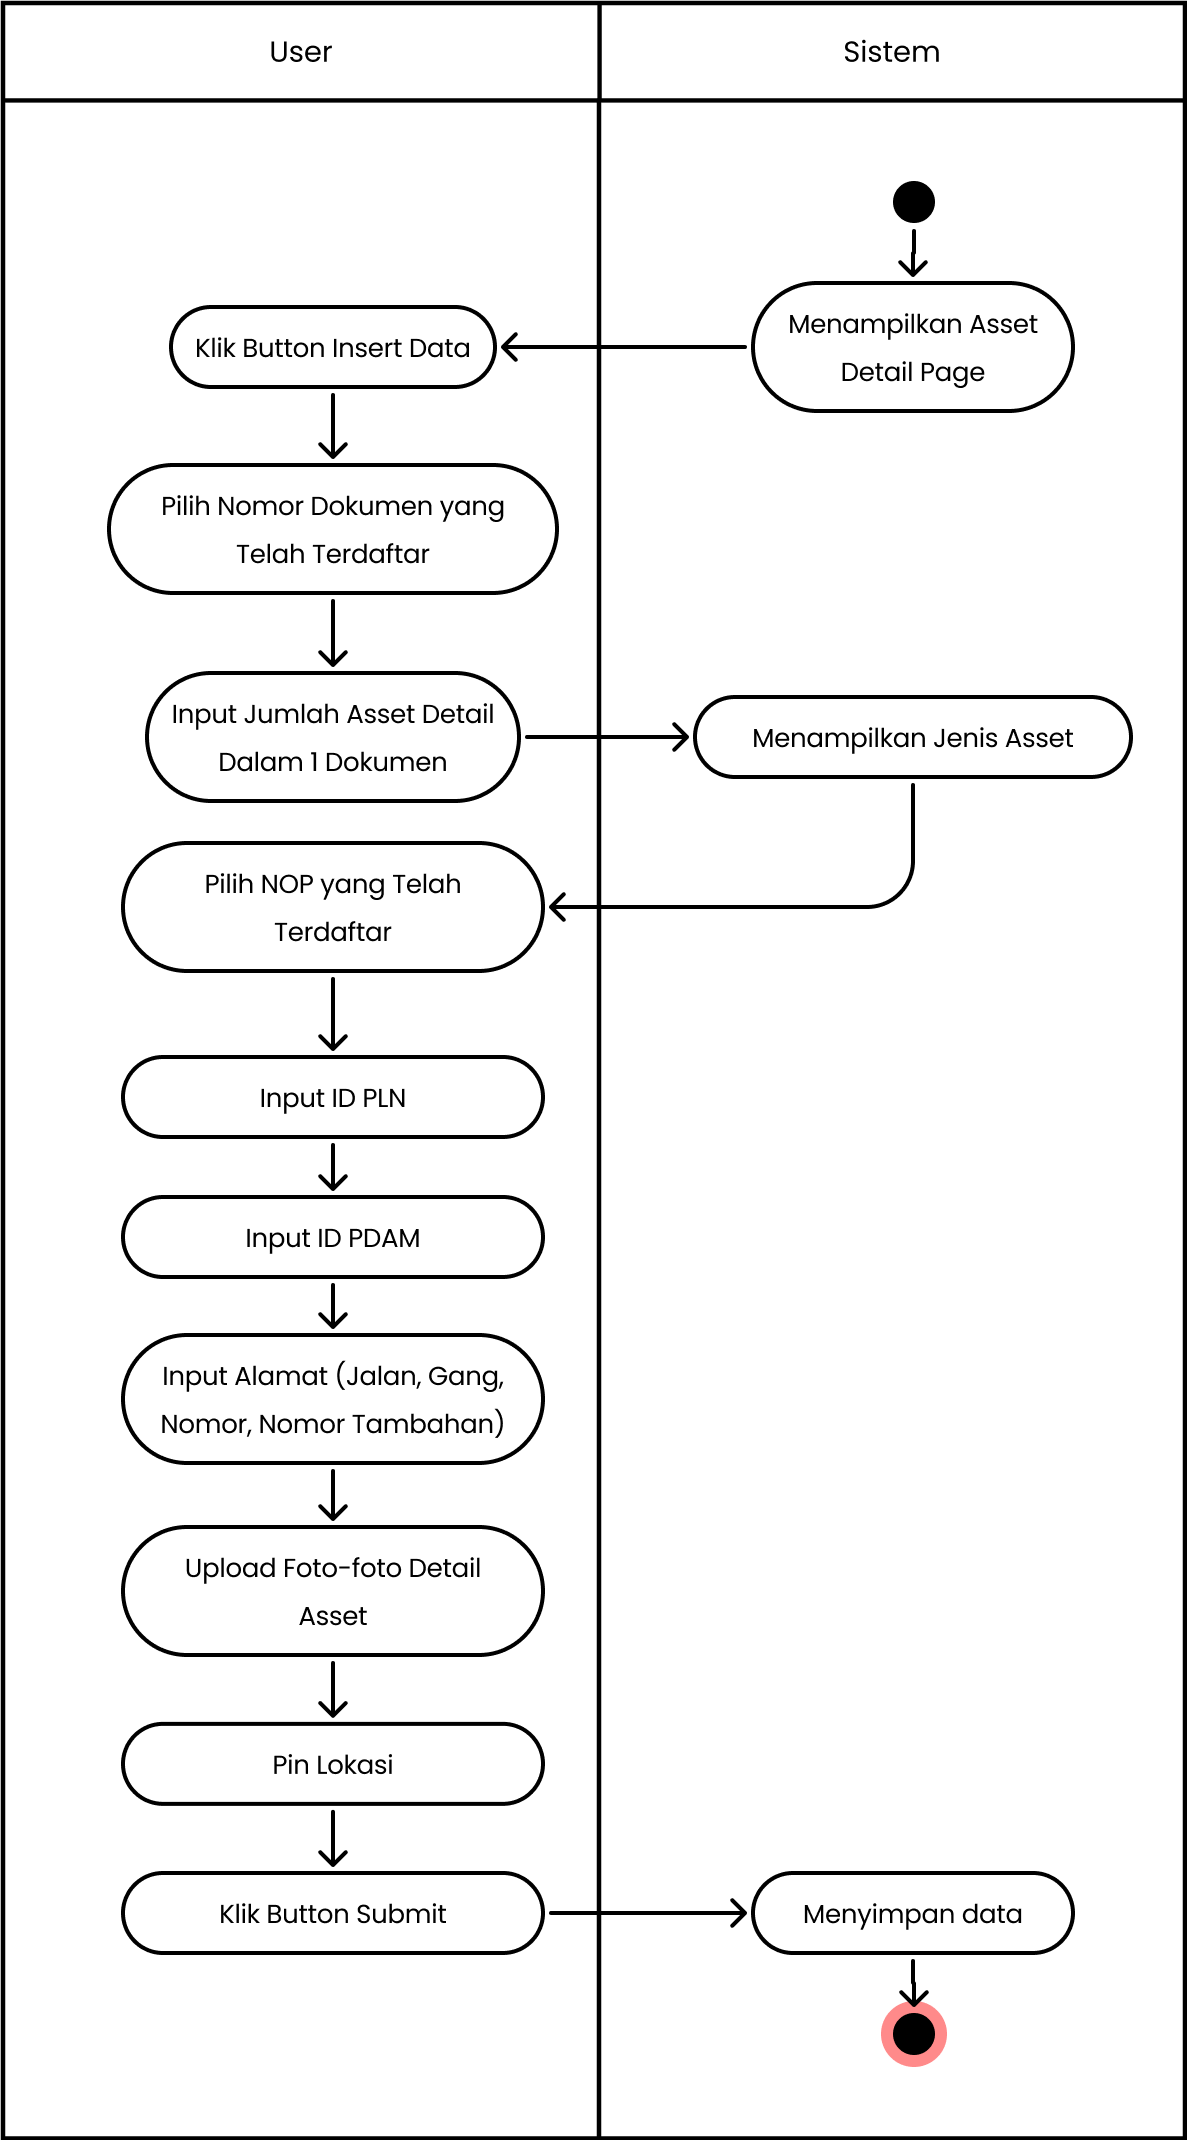 User
Sistem
Menampilkan Asset
Detail Page
Klik Button Insert Data
Pilih Nomor Dokumen yang
Telah Terdaftar
Input Jumlah Asset Detail
Dalam 1 Dokumen
Menampilkan Jenis Asset
Pilih NOP yang Telah
Terdaftar
Input ID PLN
Input ID PDAM
Input Alamat (Jalan, Gang,
Nomor, Nomor Tambahan)
Upload Foto-foto Detail
Asset
Pin Lokasi
Klik Button Submit
Menyimpan data